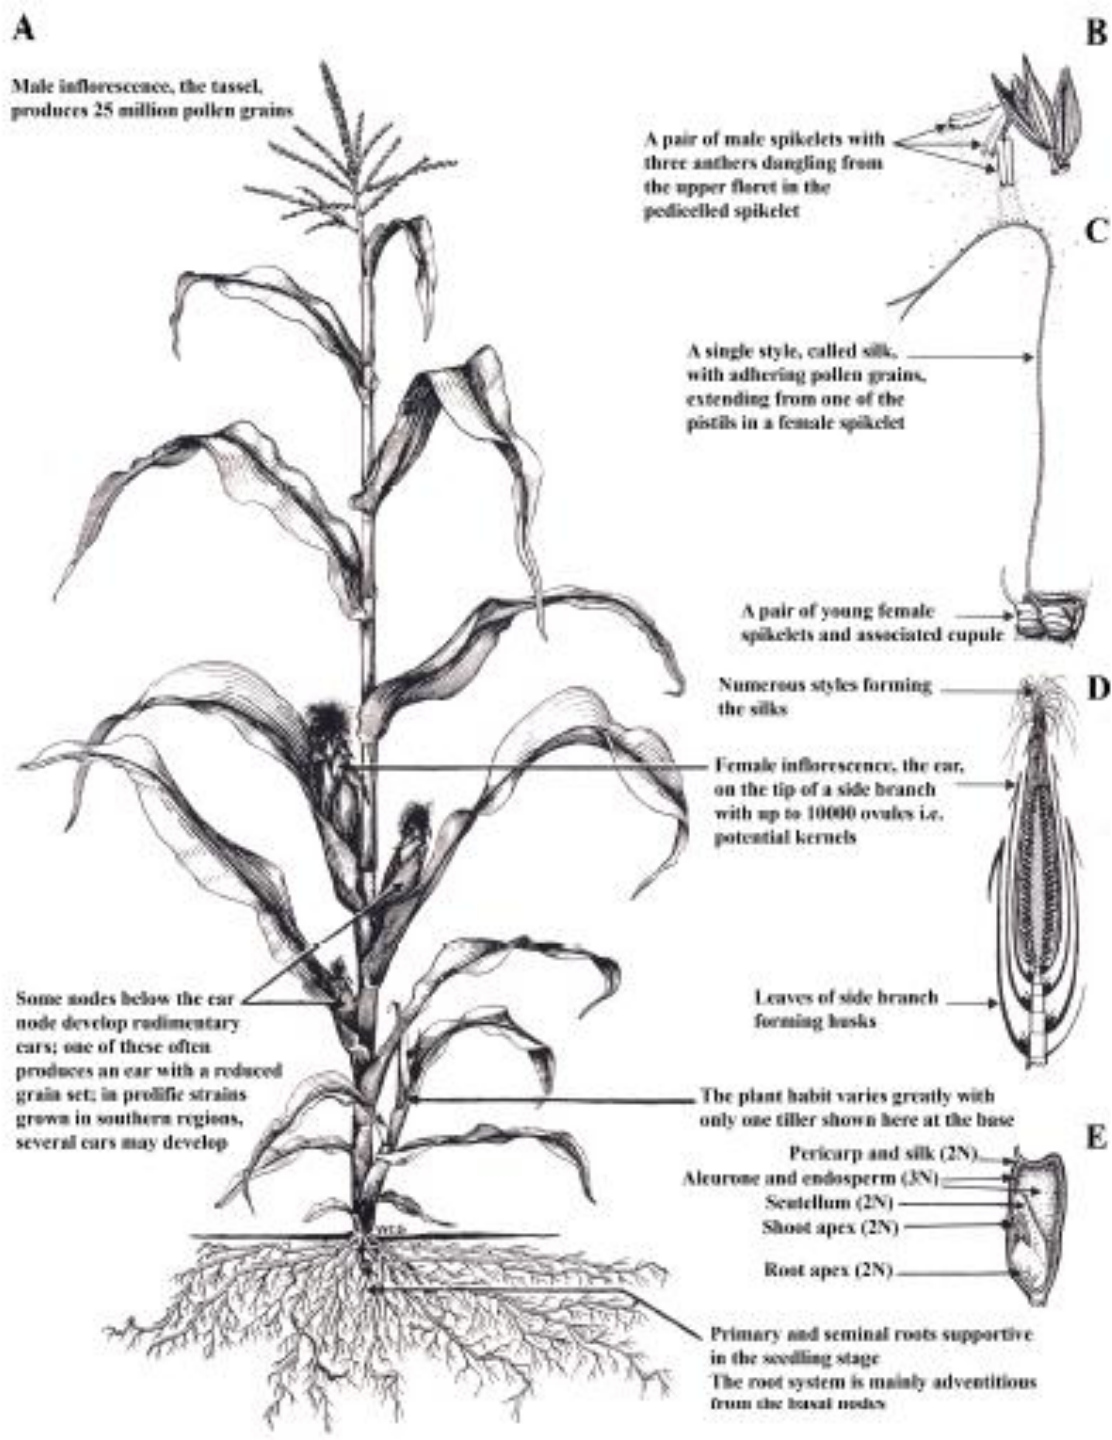 A
Male inflorescence, the tassel,
produces 25 million pollen grains
B
A pair of male spikelets with
three anthers dangling from
the upper floret in the
pedicelled spikelet
C
A single style, called silk,
with adhering pollen grains,
extending from one of the
pistils in a female spikelet
A pair of young female
spikelets and associated cupule
D
Numerous styles forming
the silks
Female inflorescence, the ear,
on the tip of a side branch
with up to 10000 ovules i.e.
potential kernels
Leaves of side branch
forming husks
Some nodes below the ear
node develop rudimentary
ears; one of these often
produces an ear with a reduced
grain set; in prolific strains
grown in southern regions,
several ears may develop
The plant habit varies greatly with
only one tiller shown here at the base
E
Pericarp and silk (2N)
Aleurone and endosperm (3N)
Scutellum (2N)
Shoot apex (2N)
Root apex (2N)
Primary and seminal roots supportive
in the seedling stage
The root system is mainly adventitious
from the basal nodes